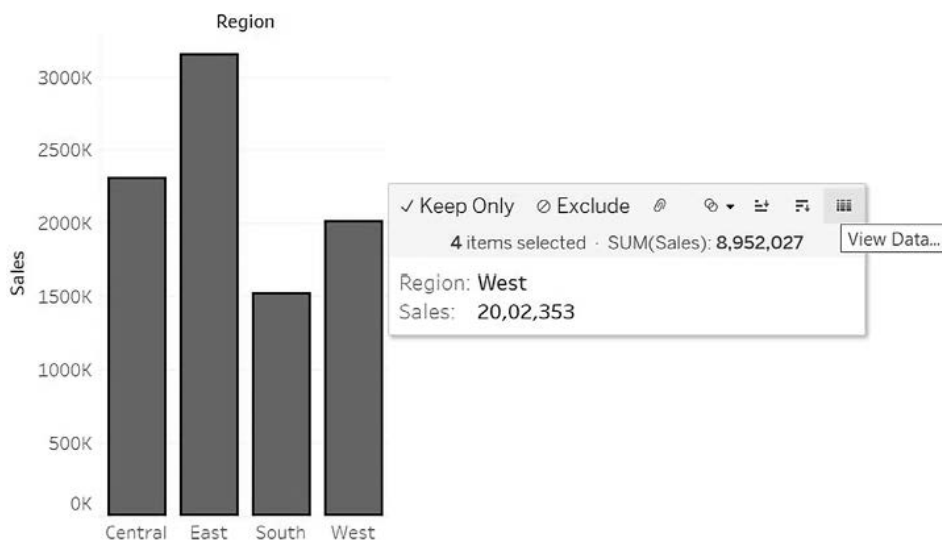 Region
3000K
2500K
2000K
1500K
1000K
500K
0K
Sales
Central East South West
✓ Keep Only ⊘ Exclude
4 items selected · SUM(Sales): 8,952,027
View Data...
Region: West
Sales: 20,02,353